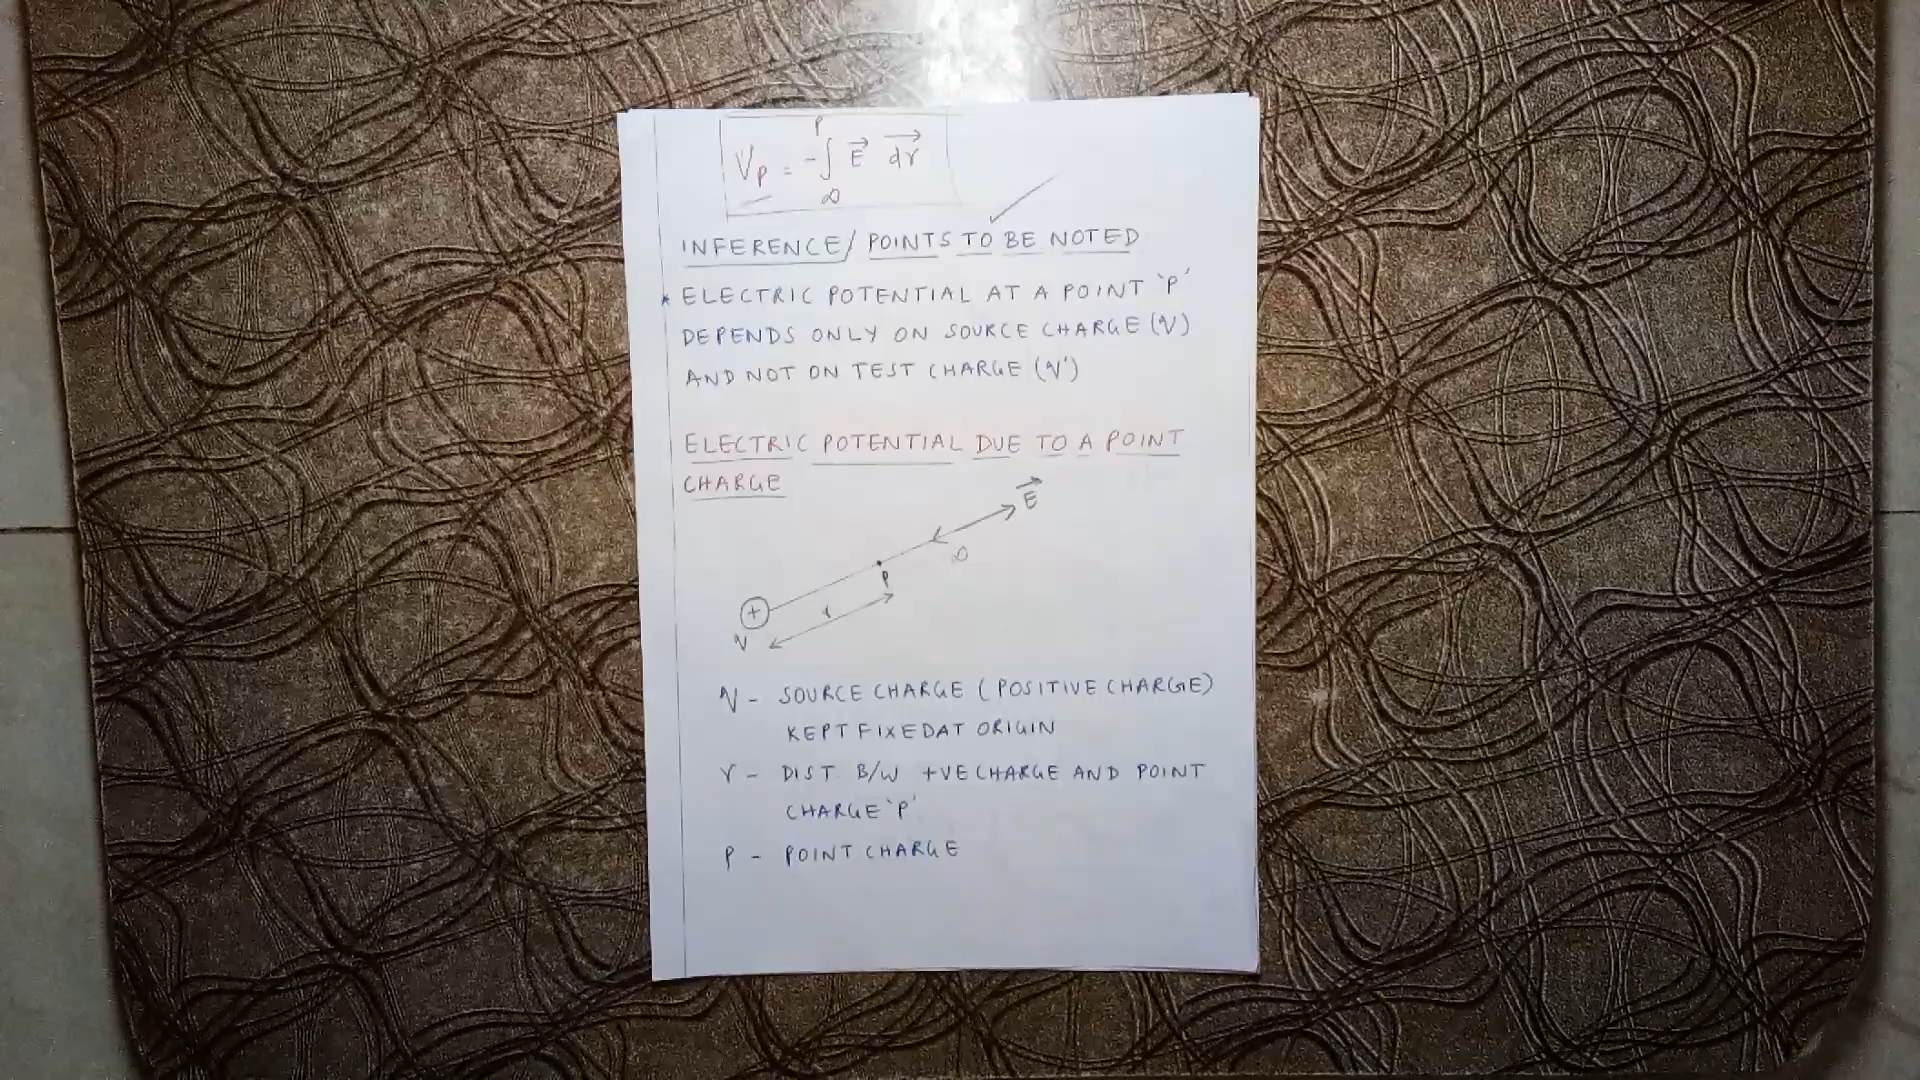 P
Vp = -∫ E⃗ dr⃗
∞
INFERENCE/ POINTS TO BE NOTED
* ELECTRIC POTENTIAL AT A POINT 'P'
DEPENDS ONLY ON SOURCE CHARGE (q)
AND NOT ON TEST CHARGE (q')
ELECTRIC POTENTIAL DUE TO A POINT
CHARGE
E⃗
∞
P
+
r
q
q - SOURCE CHARGE (POSITIVE CHARGE)
KEPT FIXED AT ORIGIN
r - DIST B/W +VE CHARGE AND POINT
CHARGE 'P'
P - POINT CHARGE